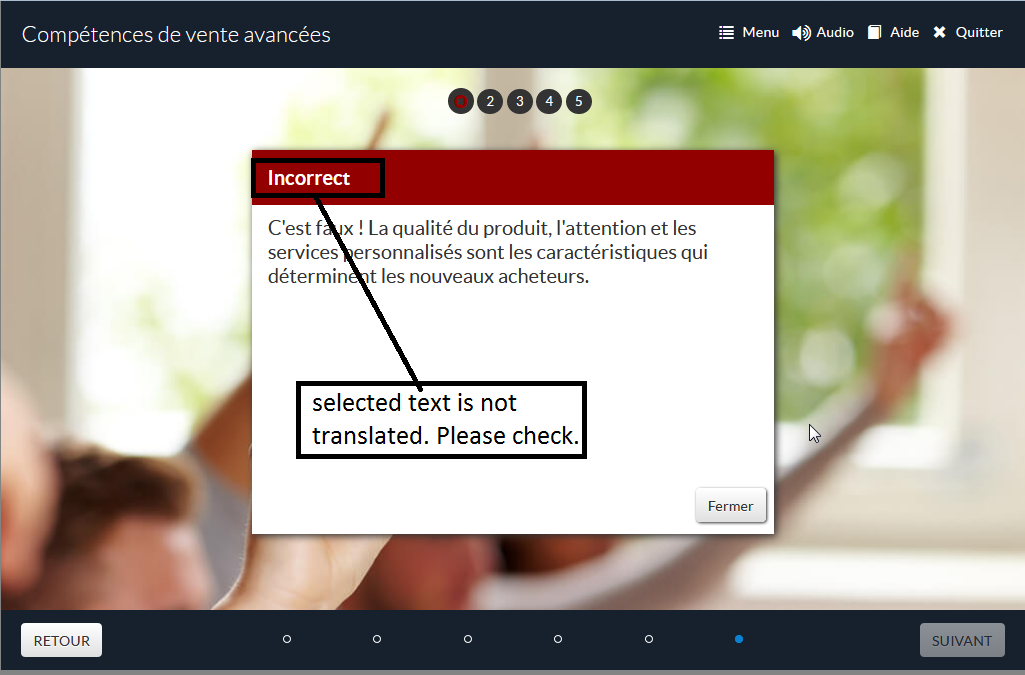 Compétences de vente avancées
Menu Audio Aide Quitter
2 3 4 5
Incorrect
C'est faux ! La qualité du produit, l'attention et les
services personnalisés sont les caractéristiques qui
déterminent les nouveaux acheteurs.
selected text is not
translated. Please check.
Fermer
RETOUR
SUIVANT